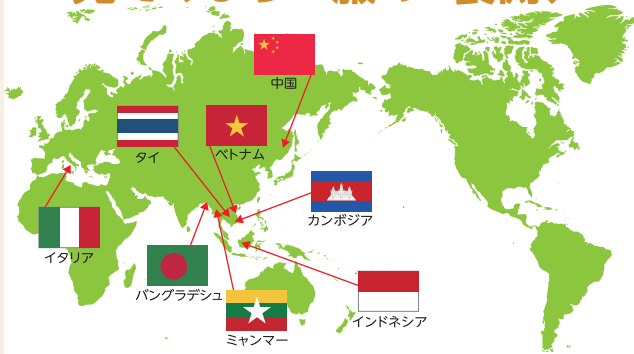 中国
タイ
ベトナム
カンボジア
イタリア
バングラデシュ
インドネシア
ミャンマー